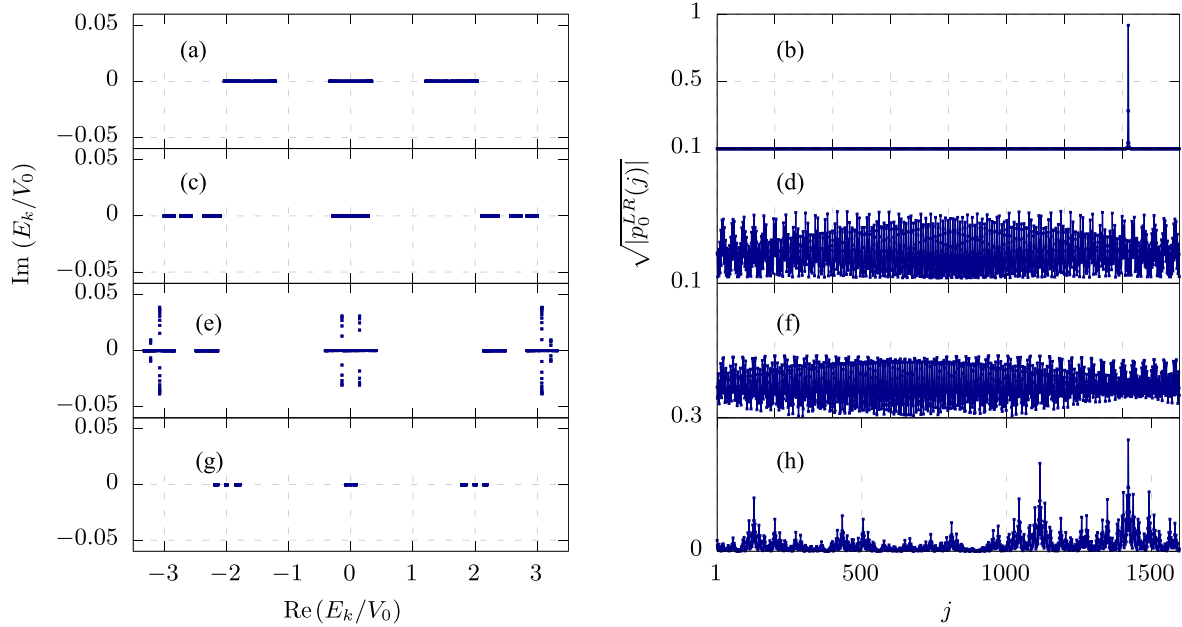 0.05
(a)
0
−0.05
0.05
(c)
0
−0.05
0.05
(e)
0
−0.05
0.05
(g)
0
−0.05
−3 −2 −1 0 1 2 3
Re (E_k/V_0)
Im (E_k/V_0)
1
(b)
0.5
0.1
(d)
0.1
(f)
0.3
(h)
0
1 500 1000 1500
j
√|p_0^{LR}(j)|